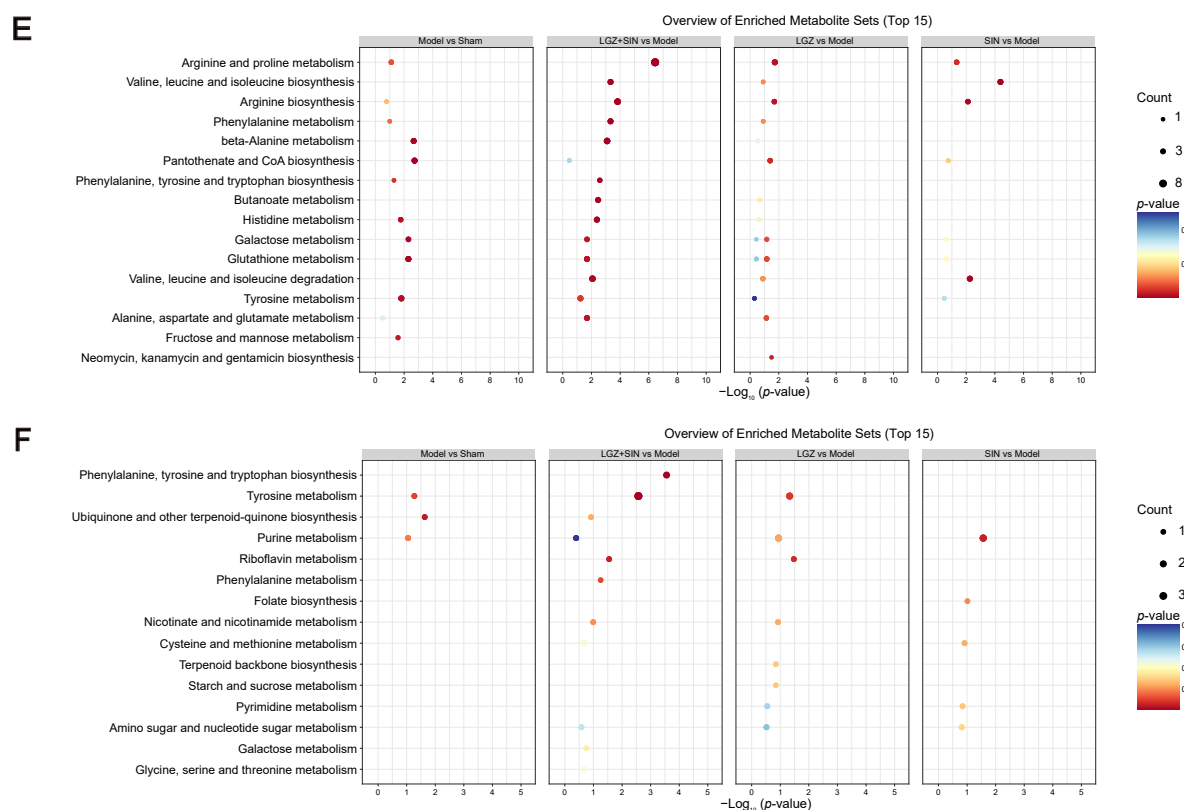 E
Overview of Enriched Metabolite Sets (Top 15)
Model vs Sham
LGZ+SIN vs Model
LGZ vs Model
SIN vs Model
Arginine and proline metabolism
Valine, leucine and isoleucine biosynthesis
Arginine biosynthesis
Phenylalanine metabolism
beta-Alanine metabolism
Pantothenate and CoA biosynthesis
Phenylalanine, tyrosine and tryptophan biosynthesis
Butanoate metabolism
Histidine metabolism
Galactose metabolism
Glutathione metabolism
Valine, leucine and isoleucine degradation
Tyrosine metabolism
Alanine, aspartate and glutamate metabolism
Fructose and mannose metabolism
Neomycin, kanamycin and gentamicin biosynthesis
0 2 4 6 8 10
0 2 4 6 8 10
0 2 4 6 8 10
0 2 4 6 8 10
−Log₁₀ (p-value)
Count
1
3
8
p-value
0
0
F
Overview of Enriched Metabolite Sets (Top 15)
Model vs Sham
LGZ+SIN vs Model
LGZ vs Model
SIN vs Model
Phenylalanine, tyrosine and tryptophan biosynthesis
Tyrosine metabolism
Ubiquinone and other terpenoid-quinone biosynthesis
Purine metabolism
Riboflavin metabolism
Phenylalanine metabolism
Folate biosynthesis
Nicotinate and nicotinamide metabolism
Cysteine and methionine metabolism
Terpenoid backbone biosynthesis
Starch and sucrose metabolism
Pyrimidine metabolism
Amino sugar and nucleotide sugar metabolism
Galactose metabolism
Glycine, serine and threonine metabolism
0 1 2 3 4 5
0 1 2 3 4 5
0 1 2 3 4 5
0 1 2 3 4 5
−Log₁₀ (p-value)
Count
1
2
3
p-value
0
0
0
0